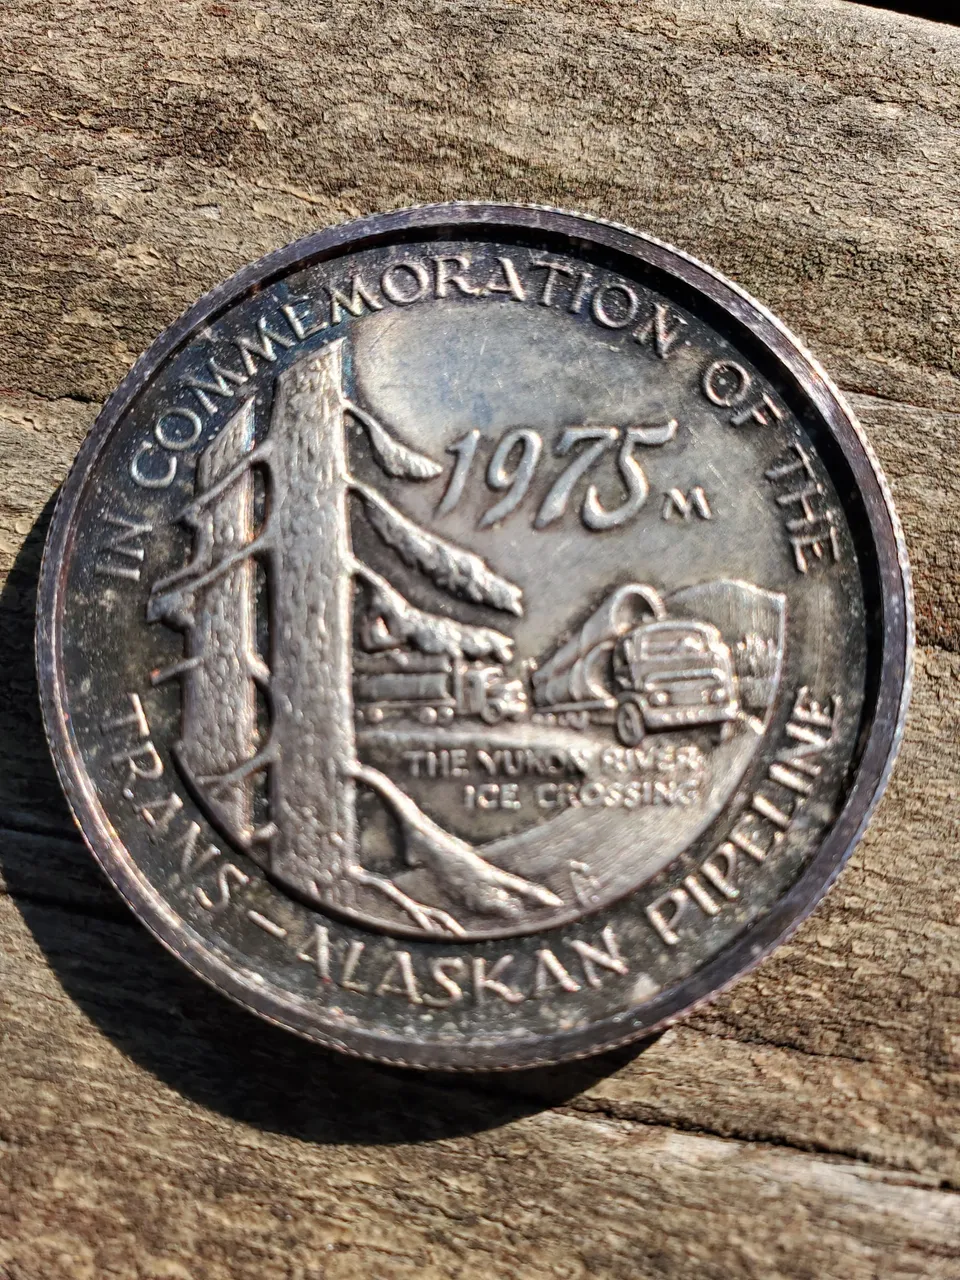 IN COMMEMORATION OF THE
1975 M
THE YUKON RIVER
ICE CROSSING
TRANS-ALASKAN PIPELINE